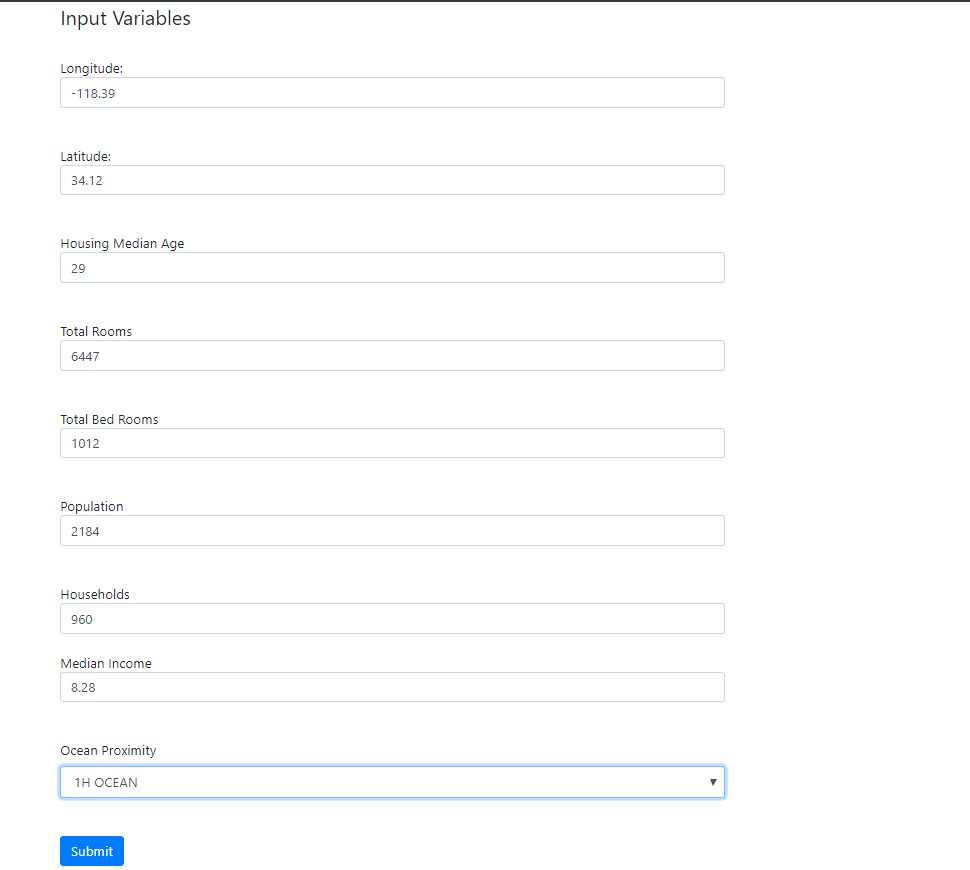 Input Variables
Longitude:
-118.39
Latitude:
34.12
Housing Median Age
29
Total Rooms
6447
Total Bed Rooms
1012
Population
2184
Households
960
Median Income
8.28
Ocean Proximity
1H OCEAN
Submit